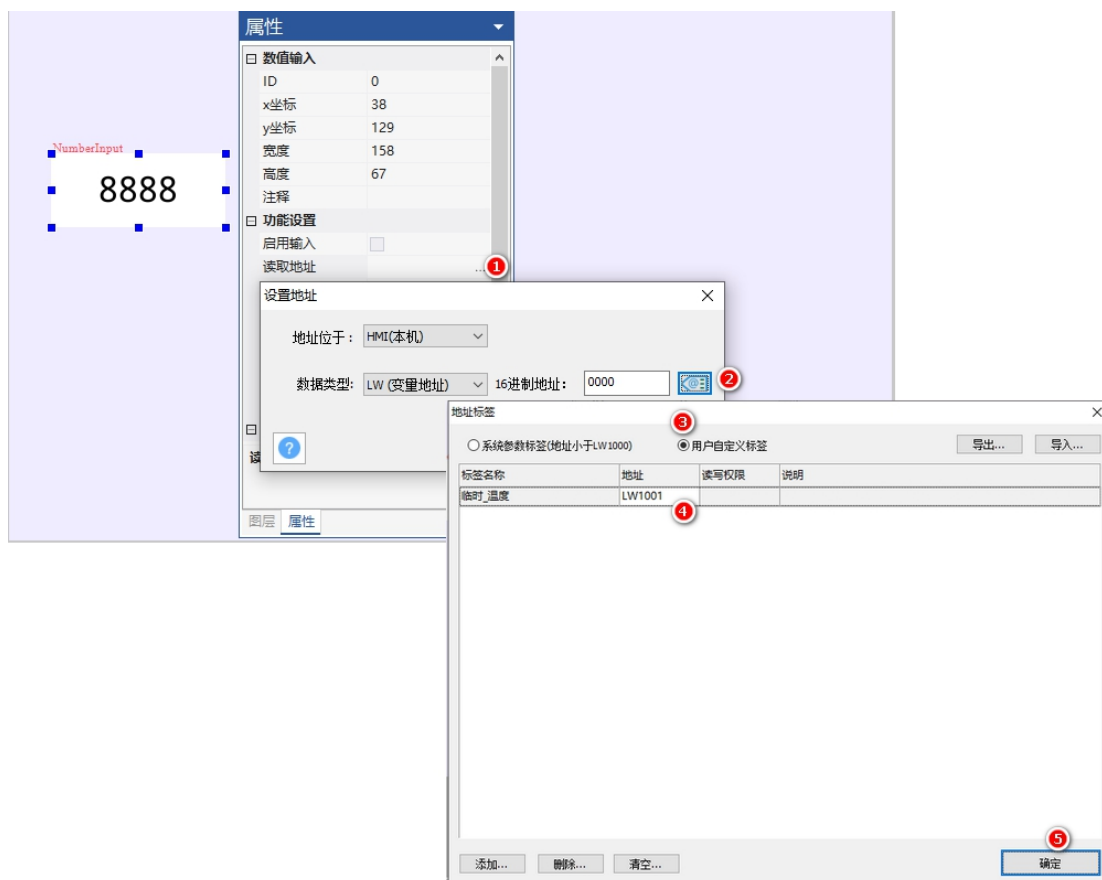 属性
数值输入
ID 0
x坐标 38
y坐标 129
宽度 158
高度 67
注释
功能设置
启用输入
读取地址 ... 1
NumberInput
8888
设置地址
地址位于： HMI(本机)
数据类型: LW (变量地址) 16进制地址： 0000 2
?
图层 属性
地址标签
3
系统参数标签(地址小于LW1000) 用户自定义标签 导出... 导入...
标签名称 地址 读写权限 说明
临时_温度 LW1001
4
5
添加... 删除... 清空... 确定